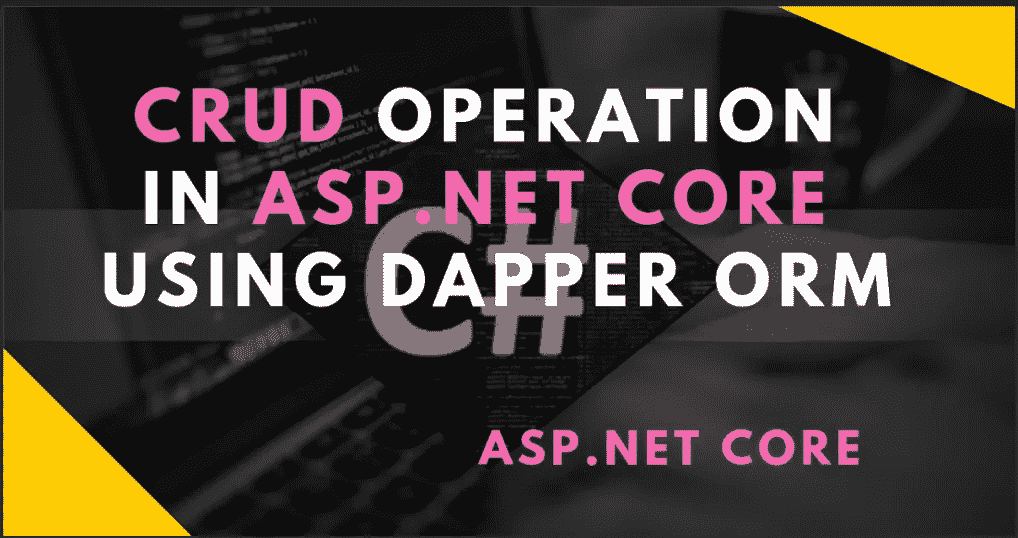 CRUD OPERATION
IN ASP.NET CORE
USING DAPPER ORM
C#
ASP.NET CORE